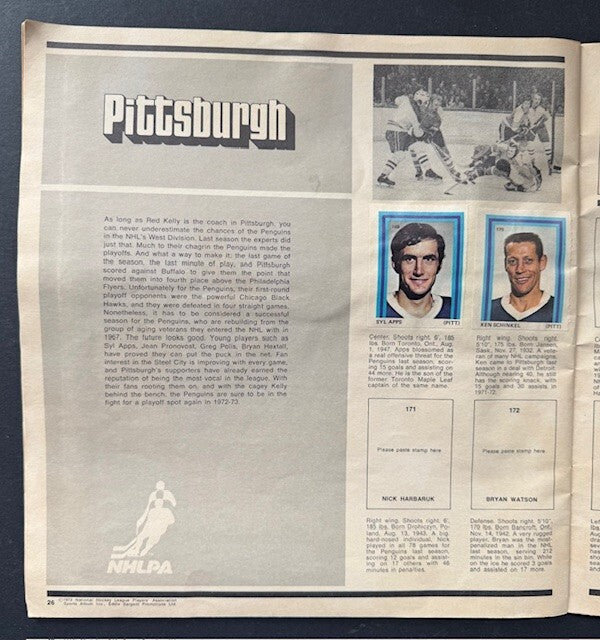 Pittsburgh
As long as Red Kelly is the coach in Pittsburgh, you
can never underestimate the chances of the Penguins
in the NHL's West Division. Last season the experts did
just that. Much to their chagrin the Penguins made the
playoffs. And what a way to make it; the last game of
the season, the last minute of play, and Pittsburgh
scored against Buffalo to give them the point that
moved them into fourth place above the Philadelphia
Flyers. Unfortunately for the Penguins, their first-round
playoff opponents were the powerful Chicago Black
Hawks, and they were defeated in four straight games.
Nonetheless, it has to be considered a successful
season for the Penguins, who are rebuilding from the
group of aging veterans they entered the NHL with in
1967. The future looks good. Young players such as
Syl Apps, Jean Pronovost, Greg Polis, Bryan Hextall,
have proved they can put the puck in the net. Fan
interest in the Steel City is improving with every game,
and Pittsburgh's supporters have already earned the
reputation of being the most vocal in the league. With
their fans rooting them on, and with the cagey Kelly
behind the bench, the Penguins are sure to be in the
fight for a playoff spot again in 1972-73.
NHLPA
26 ©1972 National Hockey League Players' Association
Sports Album Inc., Eddie Sargent Promotions Ltd.
169
SYL APPS (PITT)
Center. Shoots right. 6', 185
lbs. Born Toronto, Ont., Aug.
1, 1947. Apps blossomed as
a real offensive threat for the
Penguins last season, scor-
ing 15 goals and assisting on
44 more. He is the son of the
former Toronto Maple Leaf
captain of the same name.
170
KEN SCHINKEL (PITT)
Right wing. Shoots right.
5'10", 175 lbs. Born Jansen,
Sask., Nov. 27, 1932. A vete-
ran of many NHL campaigns,
Ken came to Pittsburgh last
season in a deal with Detroit.
Although nearing 40, he still
has the scoring knack, with
15 goals and 30 assists in
1971-72.
171
Please paste stamp here
NICK HARBARUK
Right wing. Shoots right. 6',
185 lbs. Born Drohiczyn, Po-
land, Aug. 13, 1943. A big,
hard-nosed individual, Nick
played in all 78 games for
the Penguins last season,
scoring 12 goals and assist-
ing on 17 others with 46
minutes in penalties.
172
Please paste stamp here
BRYAN WATSON
Defense. Shoots right. 5'10",
170 lbs. Born Bancroft, Ont.,
Nov. 14, 1942. A very rugged
player, Bryan was the most-
penalized man in the NHL
last season, serving 212
minutes in the sin bin. While
on the ice he scored 3 goals
and assisted on 17 more.